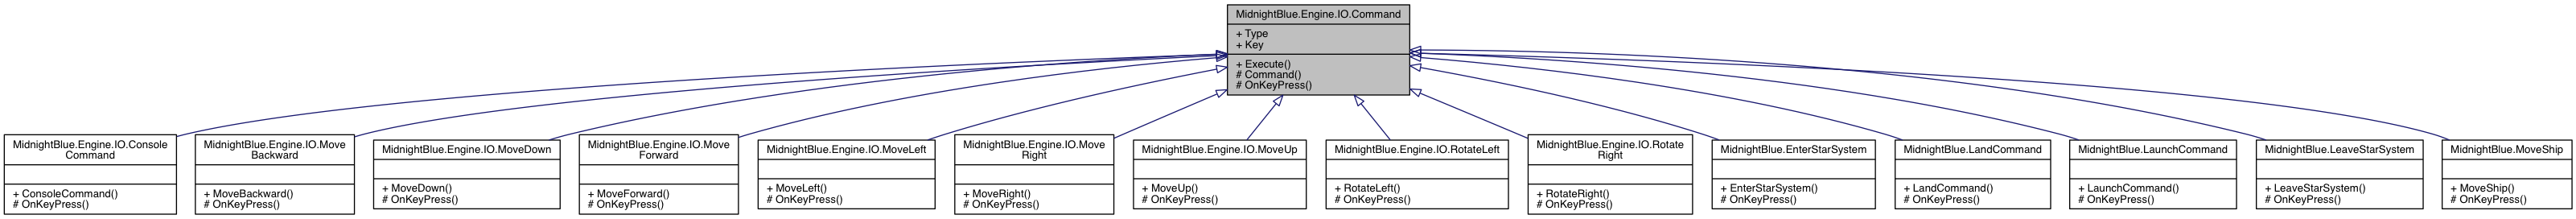 MidnightBlue.Engine.IO.Command
+ Type
+ Key
+ Execute()
# Command()
# OnKeyPress()
MidnightBlue.Engine.IO.Console
Command
+ ConsoleCommand()
# OnKeyPress()
MidnightBlue.Engine.IO.Move
Backward
+ MoveBackward()
# OnKeyPress()
MidnightBlue.Engine.IO.MoveDown
+ MoveDown()
# OnKeyPress()
MidnightBlue.Engine.IO.Move
Forward
+ MoveForward()
# OnKeyPress()
MidnightBlue.Engine.IO.MoveLeft
+ MoveLeft()
# OnKeyPress()
MidnightBlue.Engine.IO.Move
Right
+ MoveRight()
# OnKeyPress()
MidnightBlue.Engine.IO.MoveUp
+ MoveUp()
# OnKeyPress()
MidnightBlue.Engine.IO.RotateLeft
+ RotateLeft()
# OnKeyPress()
MidnightBlue.Engine.IO.Rotate
Right
+ RotateRight()
# OnKeyPress()
MidnightBlue.EnterStarSystem
+ EnterStarSystem()
# OnKeyPress()
MidnightBlue.LandCommand
+ LandCommand()
# OnKeyPress()
MidnightBlue.LaunchCommand
+ LaunchCommand()
# OnKeyPress()
MidnightBlue.LeaveStarSystem
+ LeaveStarSystem()
# OnKeyPress()
MidnightBlue.MoveShip
+ MoveShip()
# OnKeyPress()